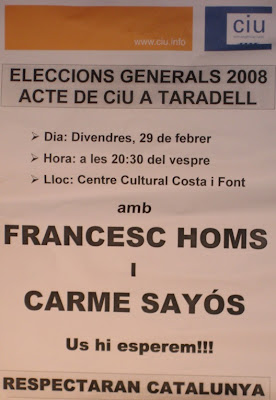 www.ciu.info
ciu
ELECCIONS GENERALS 2008
ACTE DE CiU A TARADELL
➢ Dia: Divendres, 29 de febrer
➢ Hora: a les 20:30 del vespre
➢ Lloc: Centre Cultural Costa i Font
amb
FRANCESC HOMS
I
CARME SAYÓS
Us hi esperem!!!
RESPECTARAN CATALUNYA